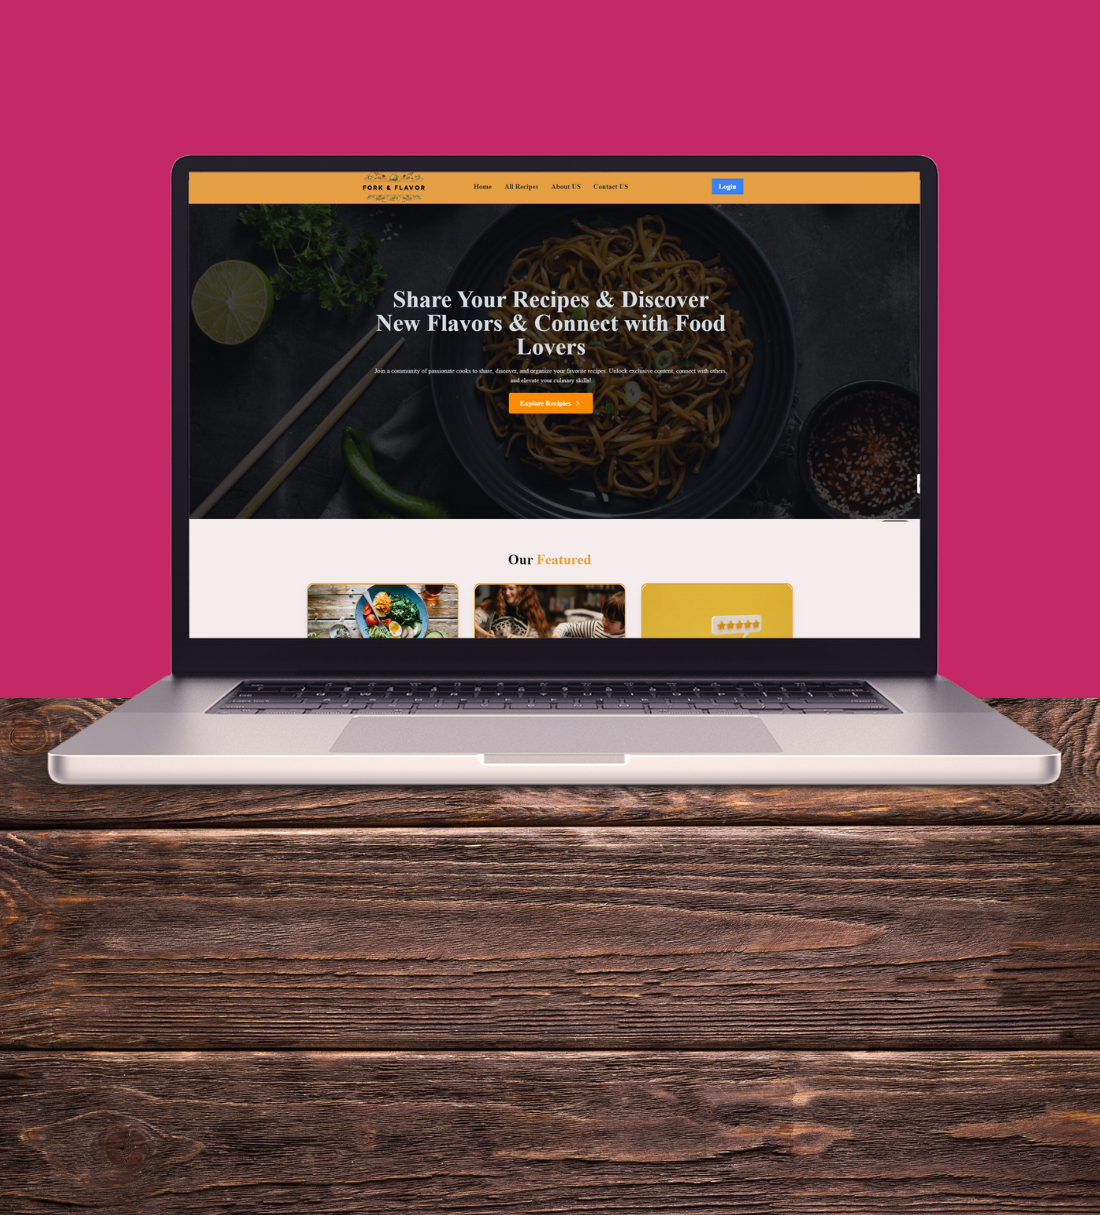 FORK & FLAVOR
Home All Recipes About US Contact US
Login
Share Your Recipes & Discover
New Flavors & Connect with Food
Lovers
Join a community of passionate cooks to share, discover, and organize your favorite recipes. Unlock exclusive content, connect with others,
and elevate your culinary skills!
Explore Recipies
Our Featured